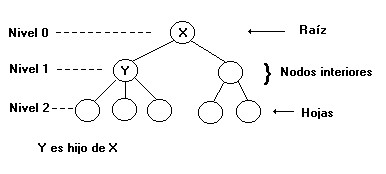 Nivel 0
X
Raíz
Nivel 1
Y
Nodos interiores
Nivel 2
Hojas
Y es hijo de X